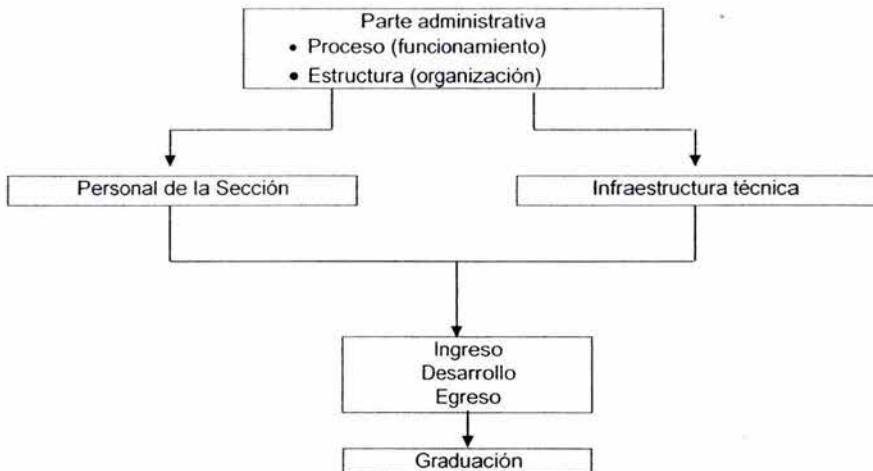 Parte administrativa
• Proceso (funcionamiento)
• Estructura (organización)
Personal de la Sección
Infraestructura técnica
Ingreso
Desarrollo
Egreso
Graduación